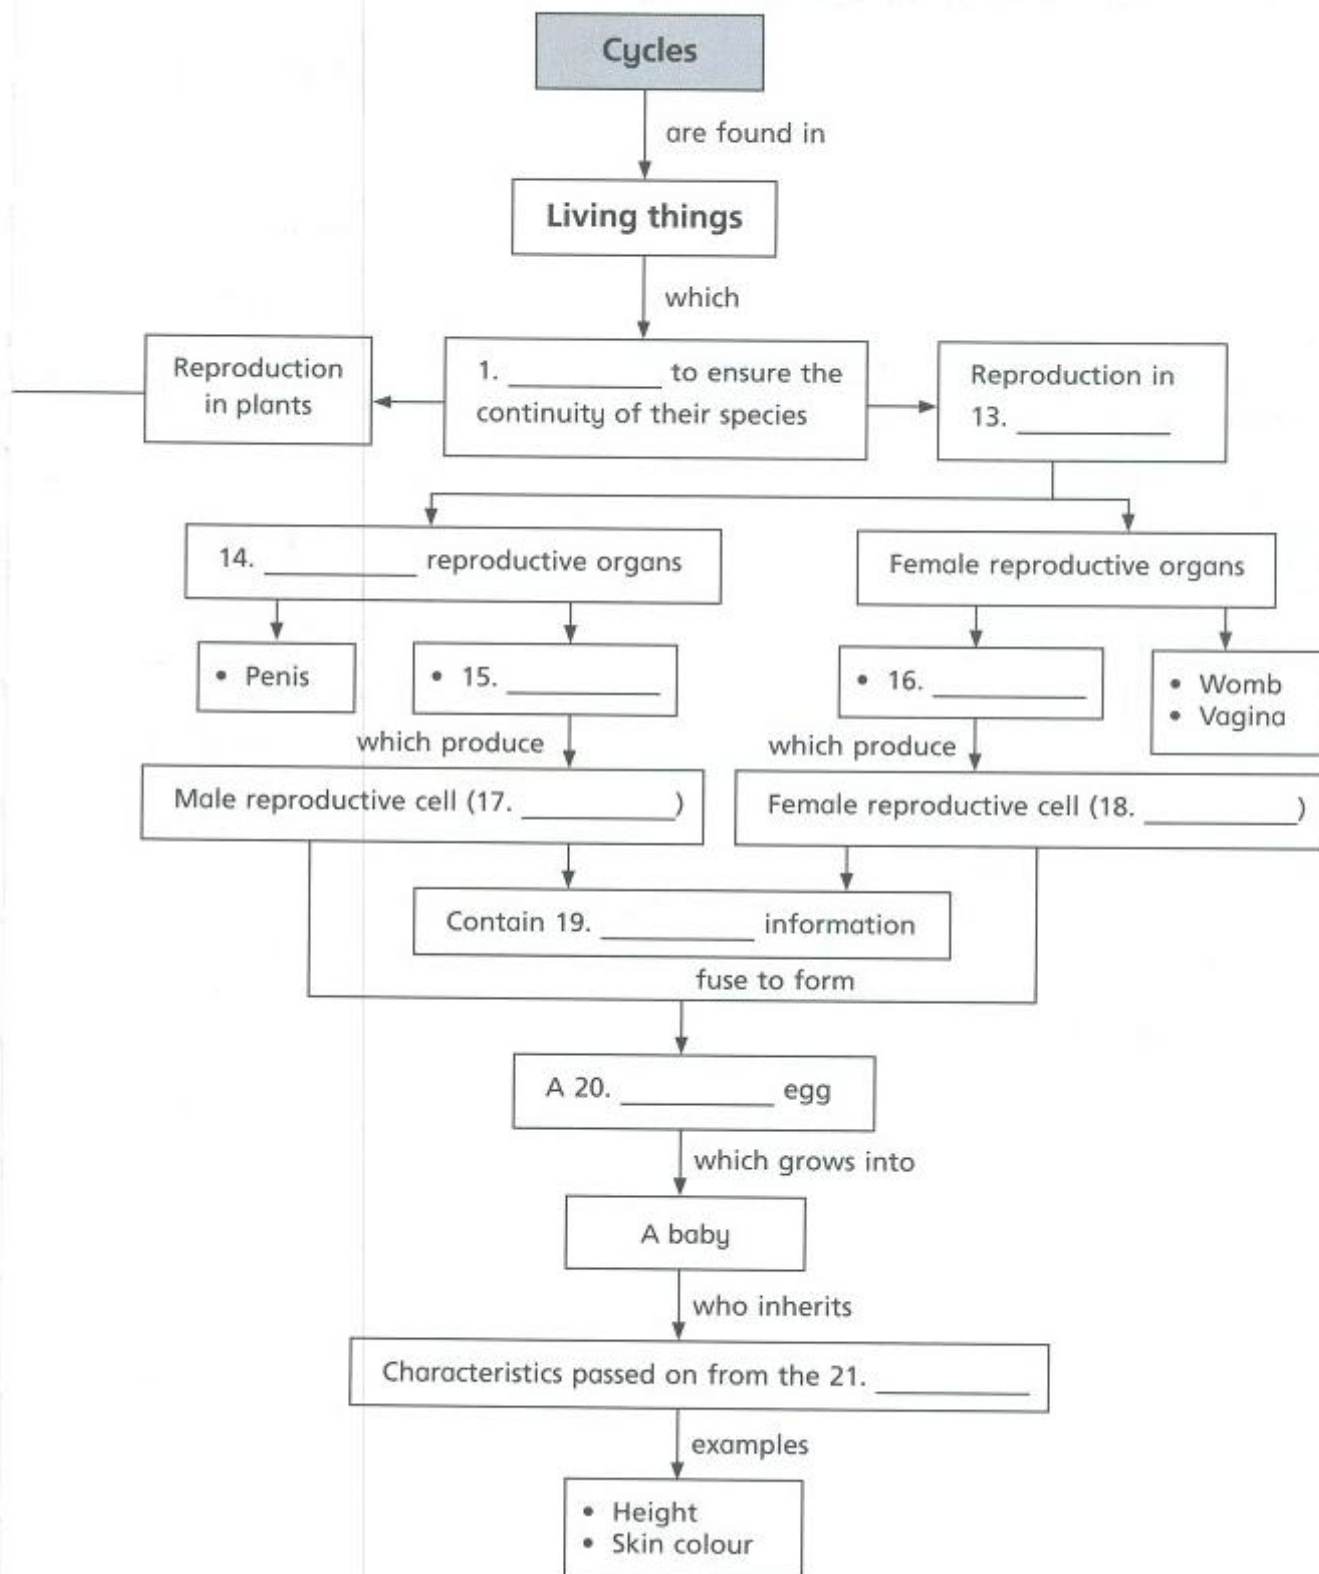 Cycles
are found in
Living things
which
Reproduction
in plants
1. __________ to ensure the
continuity of their species
Reproduction in
13. __________
14. __________ reproductive organs
Female reproductive organs
• Penis
• 15. __________
• 16. __________
• Womb
• Vagina
which produce
which produce
Male reproductive cell (17. __________)
Female reproductive cell (18. __________)
Contain 19. __________ information
fuse to form
A 20. __________ egg
which grows into
A baby
who inherits
Characteristics passed on from the 21. __________
examples
• Height
• Skin colour